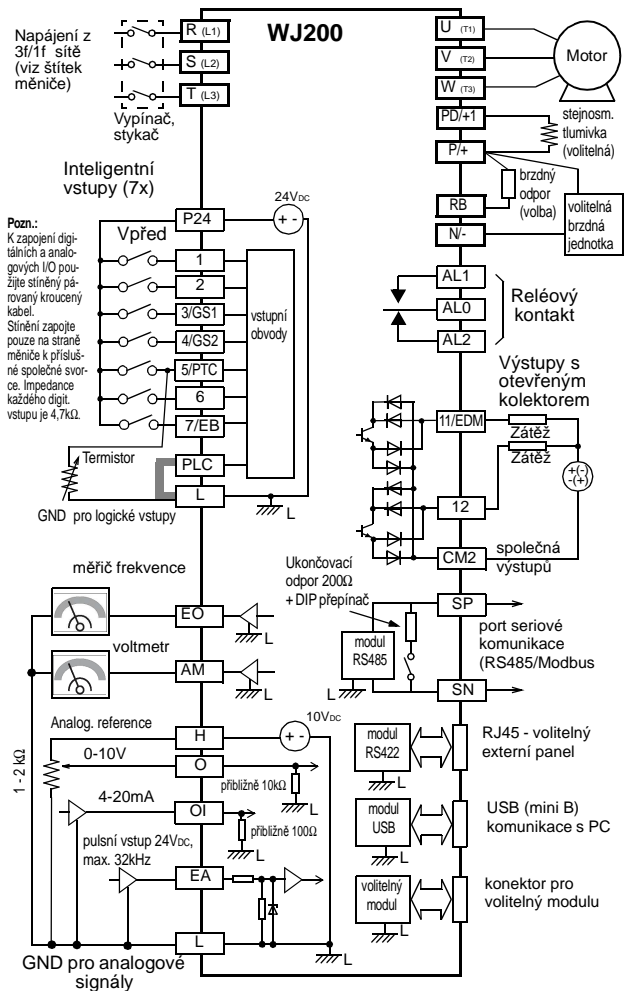 WJ200
Napájení z
3f/1f sítě
(viz štítek
měniče)
R (L1)
S (L2)
T (L3)
Vypínač,
stykač
U (T1)
V (T2)
W (T3)
Motor
PD/+1
P/+
stejnosm.
tlumivka
(volitelná)
brzdný
odpor
(volba)
RB
N/-
volitelná
brzdná
jednotka
Inteligentní
vstupy (7x)
24VDC
+ -
P24
Vpřed
1
2
3/GS1
4/GS2
5/PTC
6
7/EB
PLC
L
vstupní
obvody
Pozn.:
K zapojení digi-
tálních a analo-
gových I/O pou-
žijte stíněný pá-
rovaný kroucený
kabel.
Stínění zapojte
pouze na straně
měniče k přísluš-
né společné svor-
ce. Impedance
každého digit.
vstupu je 4,7kΩ.
Termistor
GND pro logické vstupy
L
AL1
AL0
AL2
Reléový
kontakt
Výstupy s
otevřeným
kolektorem
11/EDM
Zátěž
Zátěž
+(-)
-(+)
12
CM2
společná
výstupů
měřič frekvence
EO
L
voltmetr
AM
L
Ukončovací
odpor 200Ω
+ DIP přepínač
modul
RS485
L
SP
SN
port seriové
komunikace
(RS485/Modbus
Analog. reference
H
10VDC
+ -
0-10V
O
přibližně 10kΩ
L
1 - 2 kΩ
4-20mA
OI
přibližně 100Ω
L
pulsní vstup 24VDC,
max. 32kHz
EA
L
L
GND pro analogové
signály
modul
RS422
L
RJ45 - volitelný
externí panel
modul
USB
L
USB (mini B)
komunikace s PC
volitelný
modul
L
konektor pro
volitelný modulu